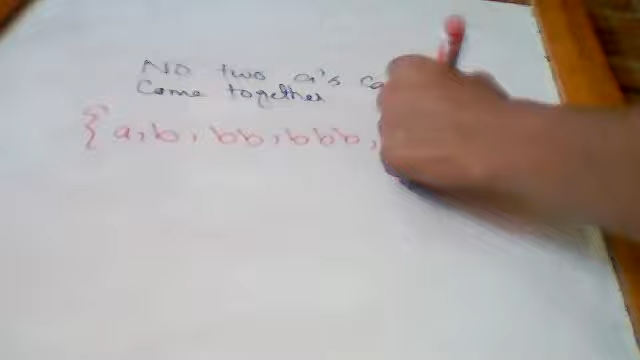 No two a's
Come together
{ a, b, bb, bbb,